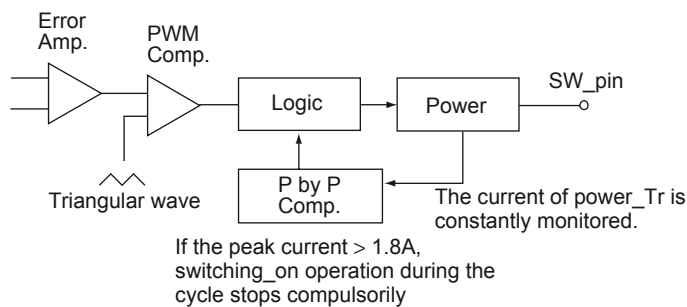 Error
Amp.
PWM
Comp.
Logic
Power
SW_pin
Triangular wave
P by P
Comp.
The current of power_Tr is
constantly monitored.
If the peak current > 1.8A,
switching_on operation during the
cycle stops compulsorily